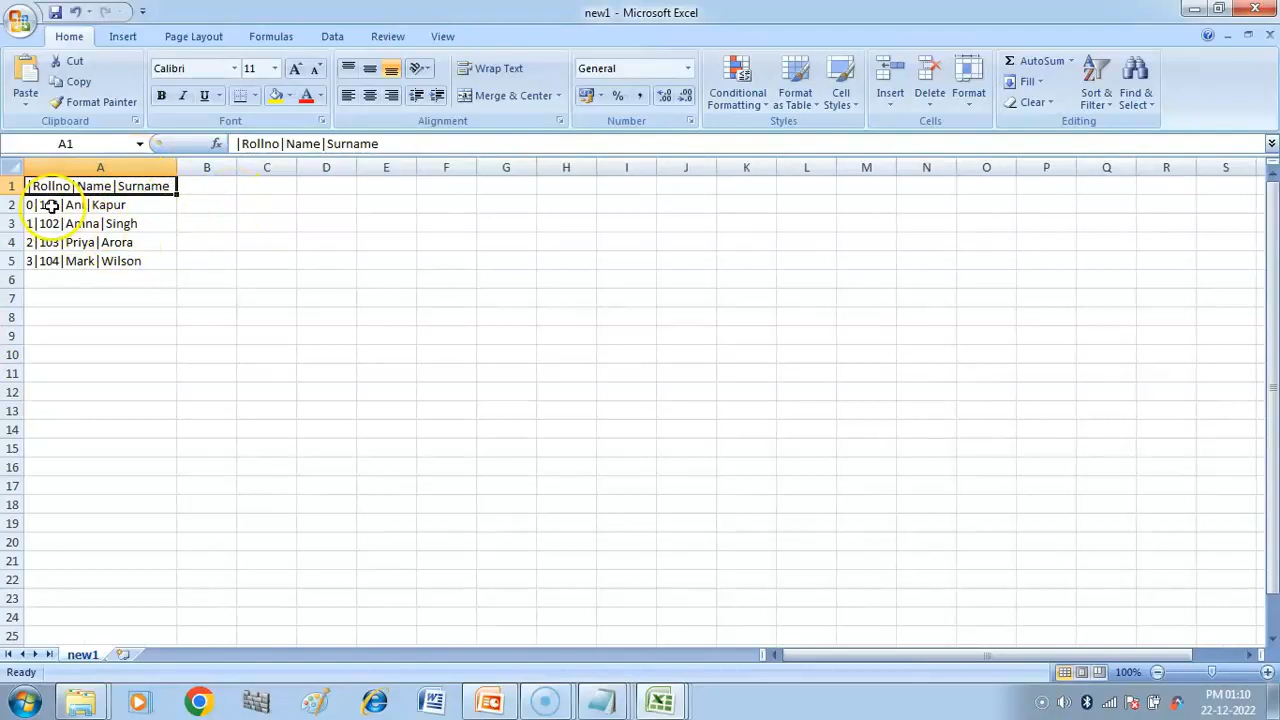 new1 - Microsoft Excel
Home Insert Page Layout Formulas Data Review View
Paste Cut Copy Format Painter Clipboard
Calibri 11 B I U Font
Wrap Text Merge & Center Alignment
General % , Number
Conditional Formatting Format as Table Cell Styles Styles
Insert Delete Format Cells
Σ AutoSum Fill Clear Sort & Filter Find & Select Editing
A1 fx |Rollno|Name|Surname
A B C D E F G H I J K L M N O P Q R S
1 |Rollno|Name|Surname
2 Kapur
3 1|102|Amna|Singh
4 2|103|Priya|Arora
5 3|104|Mark|Wilson
6
7
8
9
10
11
12
13
14
15
16
17
18
19
20
21
22
23
24
25
new1
Ready 100%
PM 01:10
22-12-2022